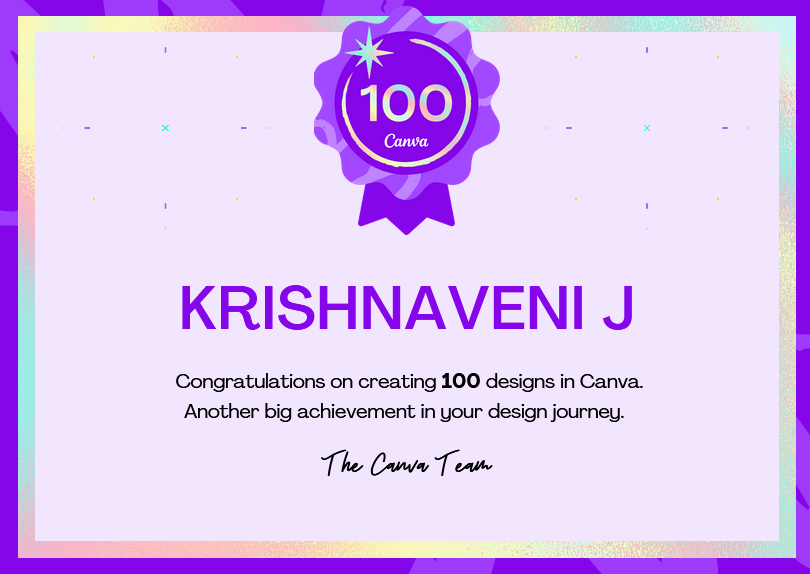 100
Canva
KRISHNAVENI J
Congratulations on creating 100 designs in Canva.
Another big achievement in your design journey.
The Canva Team